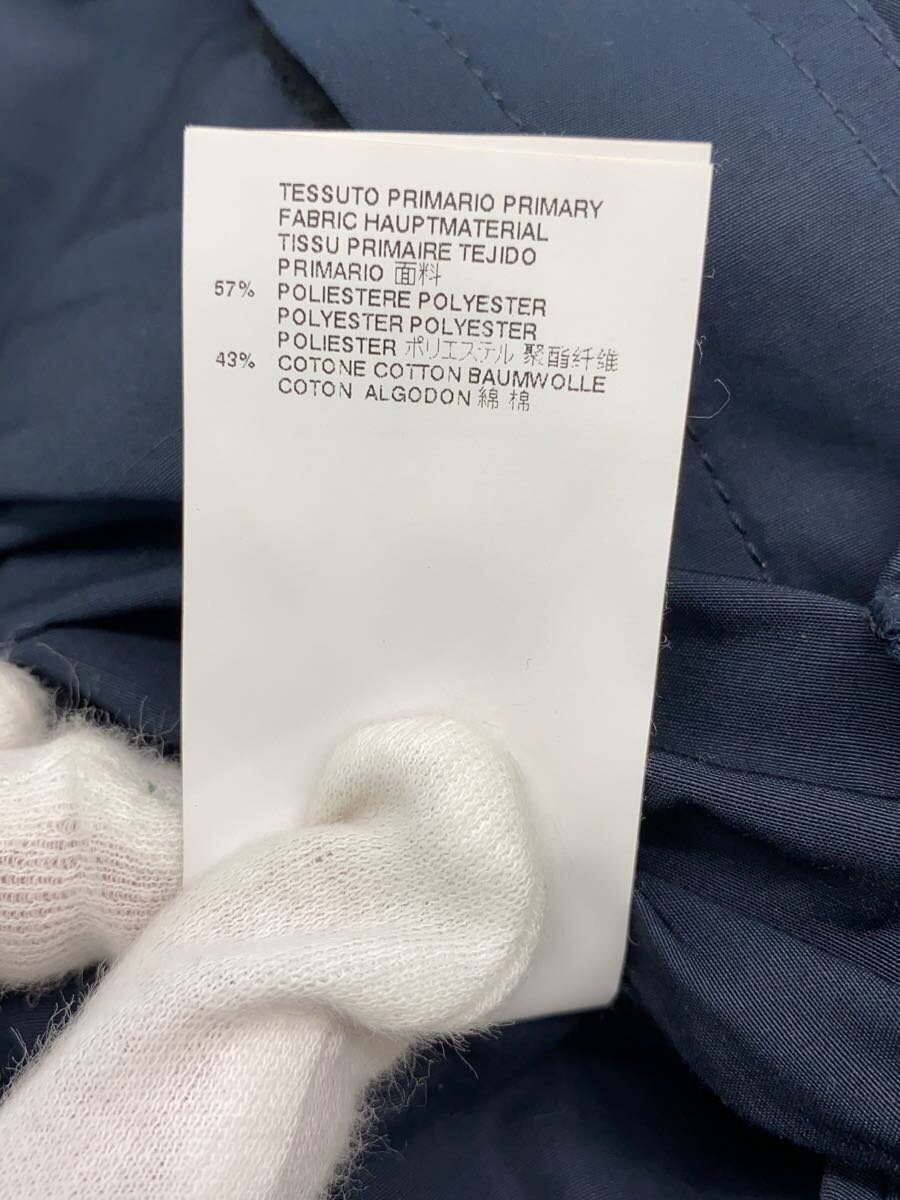 TESSUTO PRIMARIO PRIMARY
FABRIC HAUPTMATERIAL
TISSU PRIMAIRE TEJIDO
PRIMARIO 面料
57% POLIESTERE POLYESTER
POLYESTER POLYESTER
POLIESTER ポリエステル 聚酯纤维
43% COTONE COTTON BAUMWOLLE
COTON ALGODON 綿 棉